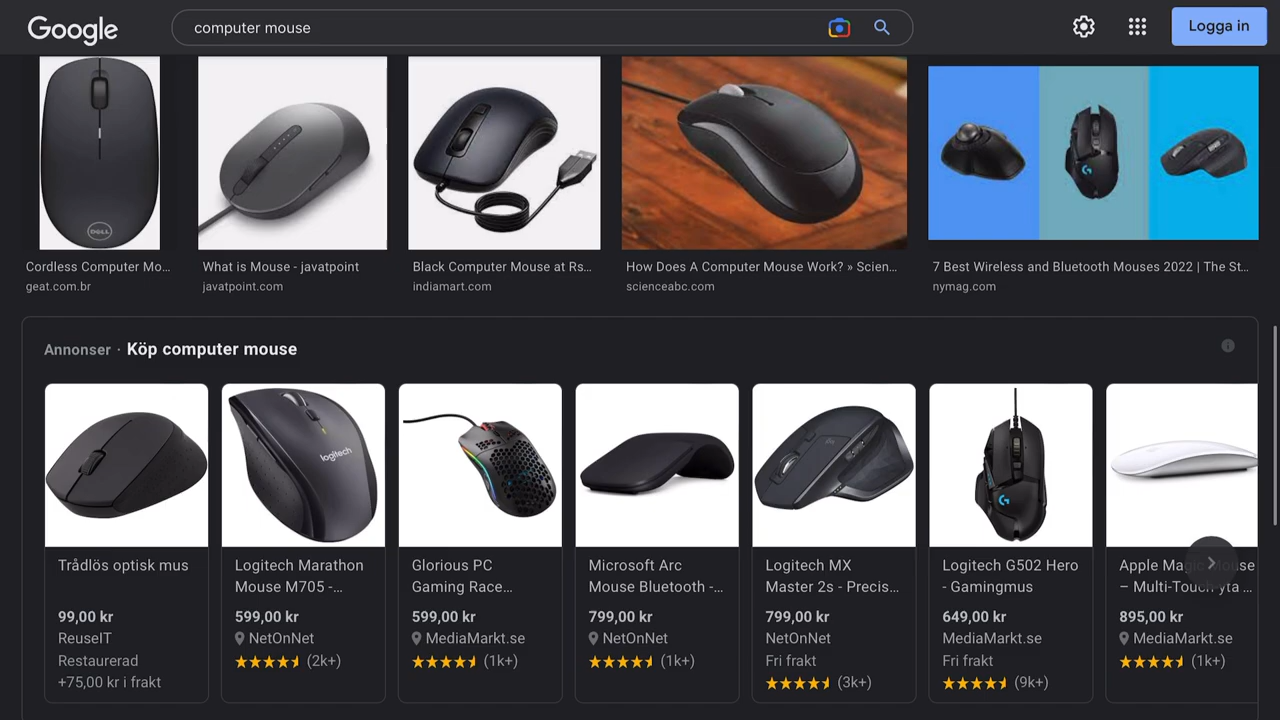 Google
computer mouse
Logga in
DELL
Cordless Computer Mo...
geat.com.br
What is Mouse - javatpoint
javatpoint.com
Black Computer Mouse at Rs...
indiamart.com
How Does A Computer Mouse Work? » Scien...
scienceabc.com
7 Best Wireless and Bluetooth Mouses 2022 | The St...
nymag.com
Annonser · Köp computer mouse
logitech
Trådlös optisk mus
99,00 kr
ReuseIT
Restaurerad
+75,00 kr i frakt
Logitech Marathon
Mouse M705 -...
599,00 kr
NetOnNet
(2k+)
Glorious PC
Gaming Race...
599,00 kr
MediaMarkt.se
(1k+)
Microsoft Arc
Mouse Bluetooth -...
799,00 kr
NetOnNet
(1k+)
Logitech MX
Master 2s - Precis...
799,00 kr
NetOnNet
Fri frakt
(3k+)
Logitech G502 Hero
- Gamingmus
649,00 kr
MediaMarkt.se
Fri frakt
(9k+)
Apple Magic Mouse
– Multi-Touch-yta ...
895,00 kr
MediaMarkt.se
(1k+)